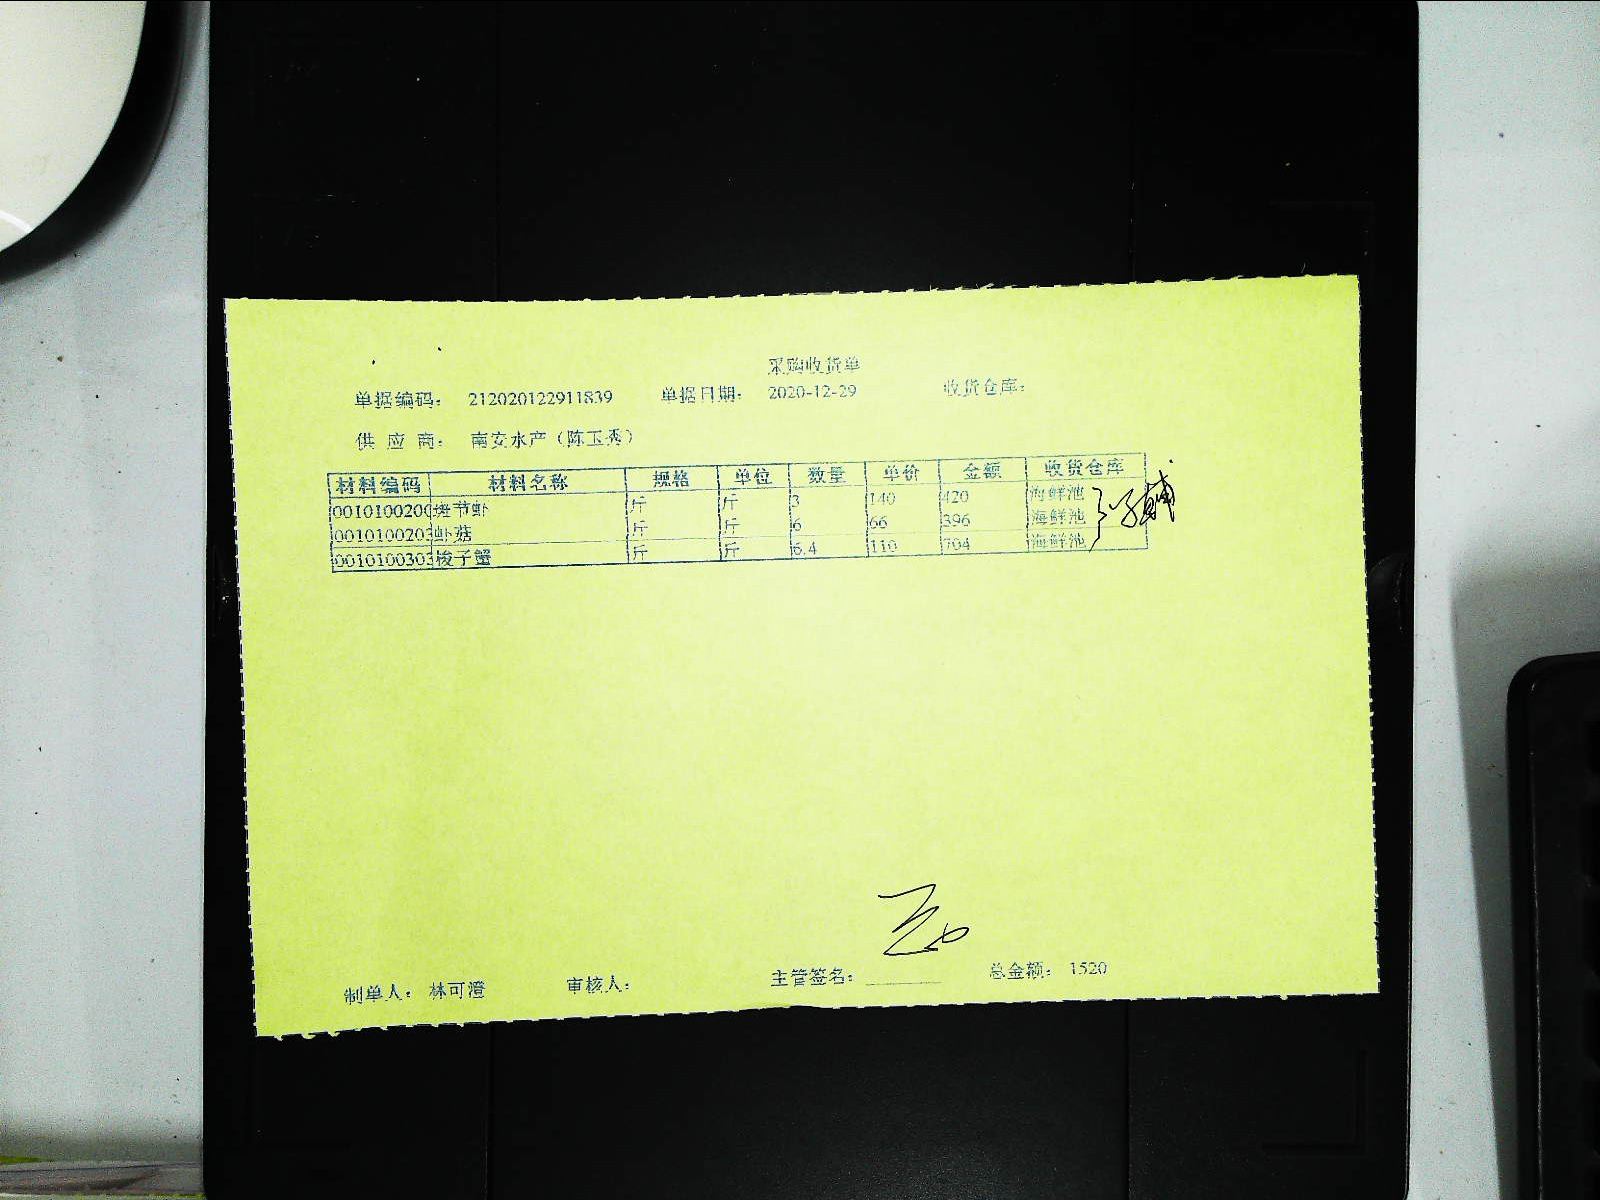 采购收货单
单据编码： 212020122911839 单据日期： 2020-12-29 收货仓库：
供 应 商： 南安水产（陈玉秀）
材料编码 材料名称 规格 单位 数量 单价 金额 收货仓库
0010100200 斑节虾 斤 斤 3 140 420 海鲜池
0010100203 虾菇 斤 斤 6 66 396 海鲜池
0010100303 梭子蟹 斤 斤 6.4 110 704 海鲜池
制单人： 林可澄 审核人： 主管签名： 总金额： 1520